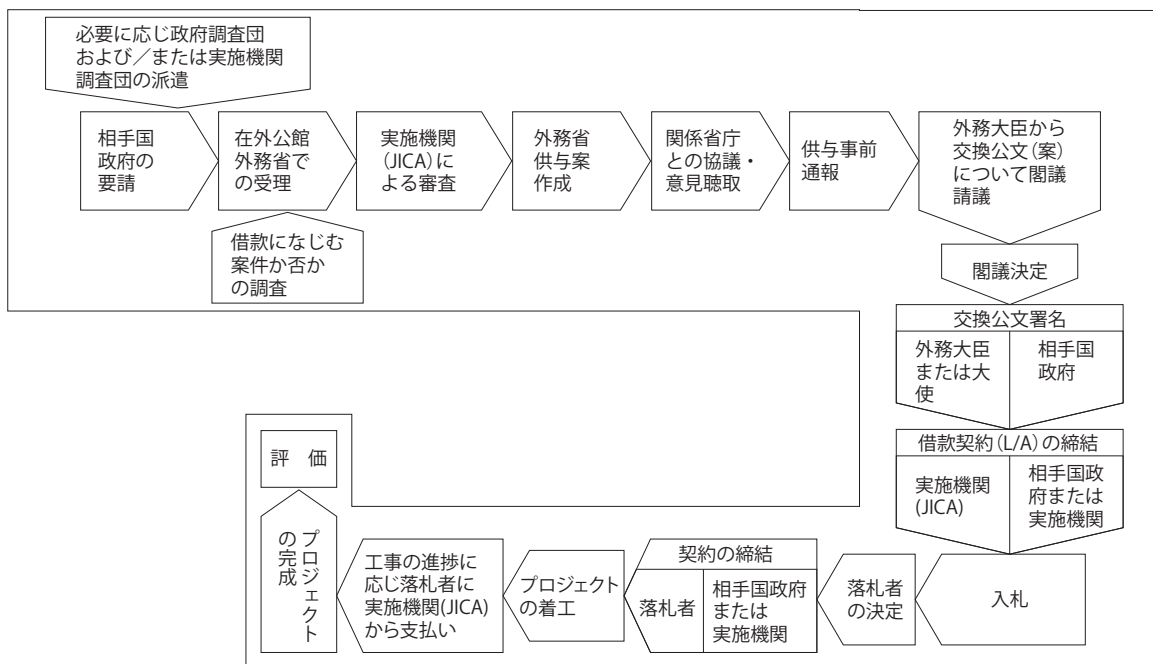 必要に応じ政府調査団
および／または実施機関
調査団の派遣
相手国
政府の
要請
在外公館
外務省で
の受理
実施機関
（JICA）に
よる審査
外務省
供与案
作成
関係省庁
との協議・
意見聴取
供与事前
通報
外務大臣から
交換公文（案）
について閣議
請議
借款になじむ
案件か否か
の調査
閣議決定
交換公文署名
外務大臣
または大
使
相手国
政府
借款契約（L/A）の締結
実施機関
(JICA)
相手国政
府または
実施機関
入札
落札者
の決定
契約の締結
落札者
相手国政府
または
実施機関
プロジェクト
の着工
工事の進捗に
応じ落札者に
実施機関(JICA)
から支払い
プロジェクト
の完成
評　価